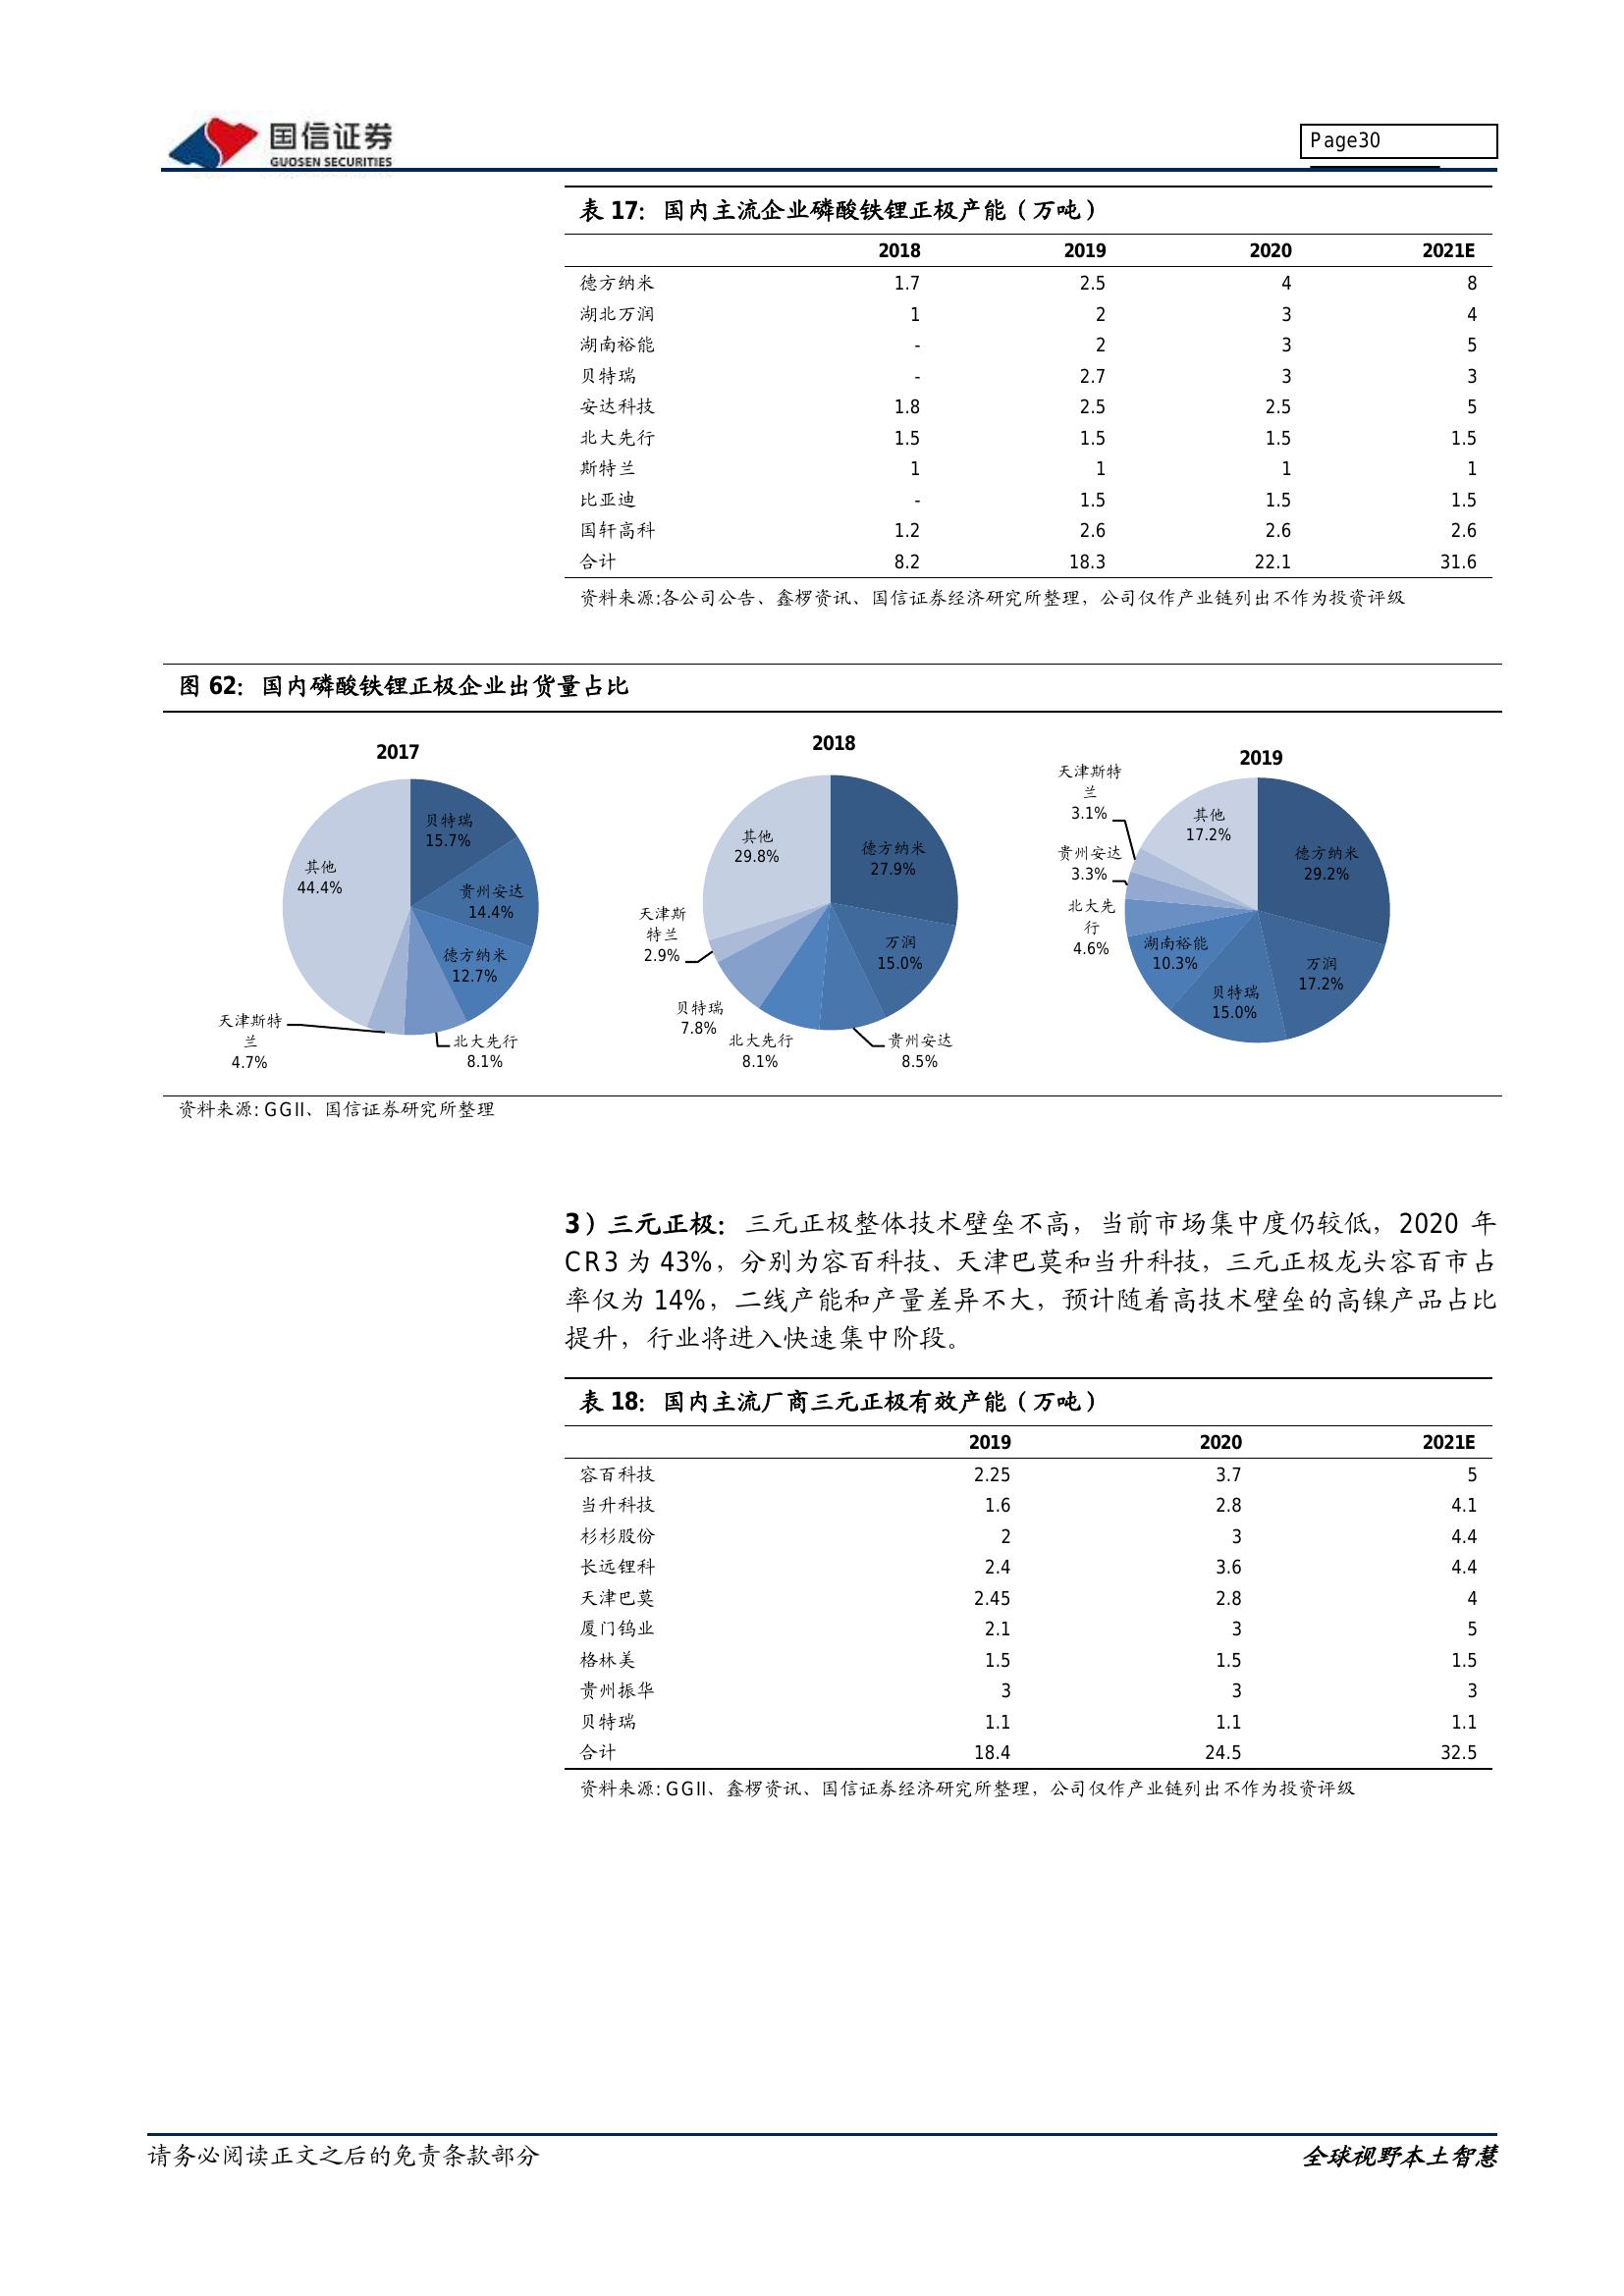 国信证券
GUOSEN SECURITIES
Page30
表 17：国内主流企业磷酸铁锂正极产能（万吨）
2018 2019 2020 2021E
德方纳米 1.7 2.5 4 8
湖北万润 1 2 3 4
湖南裕能 - 2 3 5
贝特瑞 - 2.7 3 3
安达科技 1.8 2.5 2.5 5
北大先行 1.5 1.5 1.5 1.5
斯特兰 1 1 1 1
比亚迪 - 1.5 1.5 1.5
国轩高科 1.2 2.6 2.6 2.6
合计 8.2 18.3 22.1 31.6
资料来源:各公司公告、鑫椤资讯、国信证券经济研究所整理，公司仅作产业链列出不作为投资评级
图 62：国内磷酸铁锂正极企业出货量占比
2017
贝特瑞
15.7%
贵州安达
14.4%
德方纳米
12.7%
北大先行
8.1%
天津斯特
兰
4.7%
其他
44.4%
2018
德方纳米
27.9%
万润
15.0%
贵州安达
8.5%
北大先行
8.1%
贝特瑞
7.8%
天津斯
特兰
2.9%
其他
29.8%
2019
德方纳米
29.2%
万润
17.2%
贝特瑞
15.0%
湖南裕能
10.3%
北大先
行
4.6%
贵州安达
3.3%
天津斯特
兰
3.1%
其他
17.2%
资料来源: GGII、国信证券研究所整理
3）三元正极：三元正极整体技术壁垒不高，当前市场集中度仍较低，2020 年
CR3 为 43%，分别为容百科技、天津巴莫和当升科技，三元正极龙头容百市占
率仅为 14%，二线产能和产量差异不大，预计随着高技术壁垒的高镍产品占比
提升，行业将进入快速集中阶段。
表 18：国内主流厂商三元正极有效产能（万吨）
2019 2020 2021E
容百科技 2.25 3.7 5
当升科技 1.6 2.8 4.1
杉杉股份 2 3 4.4
长远锂科 2.4 3.6 4.4
天津巴莫 2.45 2.8 4
厦门钨业 2.1 3 5
格林美 1.5 1.5 1.5
贵州振华 3 3 3
贝特瑞 1.1 1.1 1.1
合计 18.4 24.5 32.5
资料来源: GGII、鑫椤资讯、国信证券经济研究所整理，公司仅作产业链列出不作为投资评级
请务必阅读正文之后的免责条款部分
全球视野本土智慧